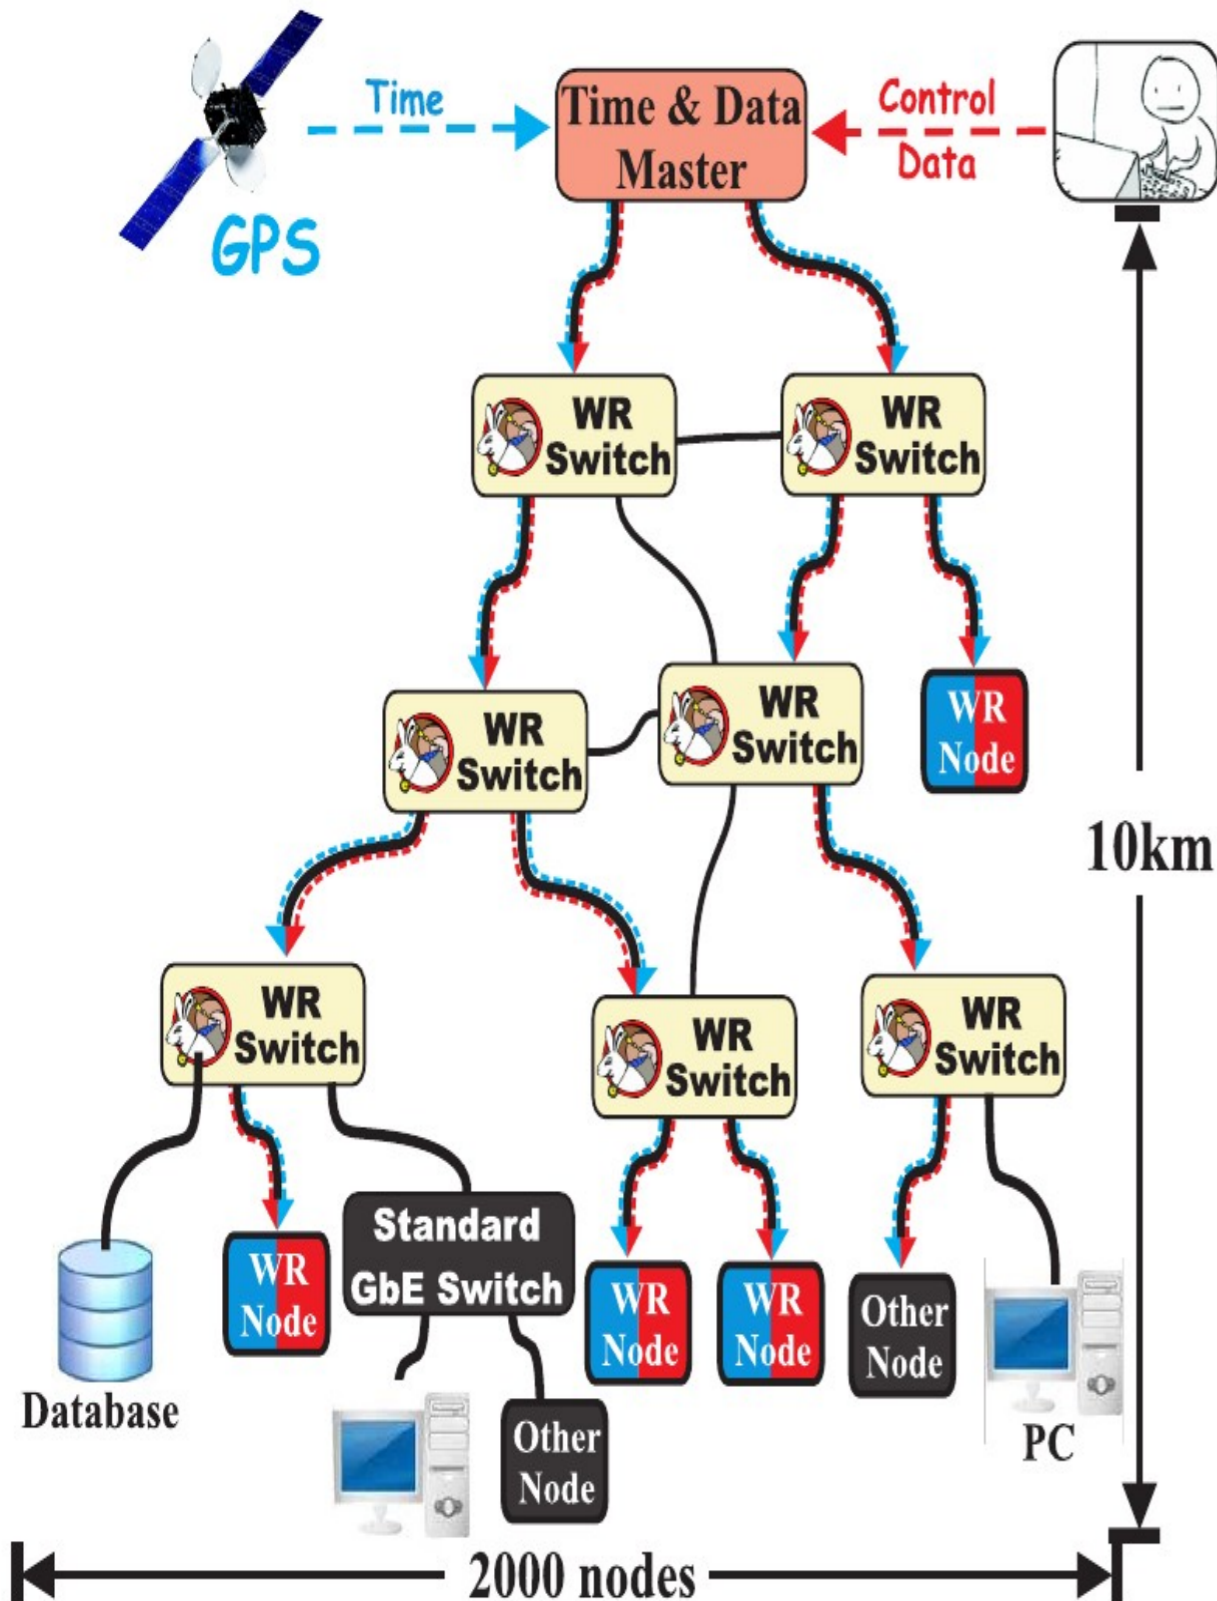 Time
Time & Data
Master
Control
Data
GPS
WR
Switch
WR
Switch
WR
Switch
WR
Switch
WR
Node
10km
WR
Switch
WR
Switch
WR
Switch
Standard
GbE Switch
WR
Node
WR
Node
WR
Node
Other
Node
Database
Other
Node
PC
2000 nodes